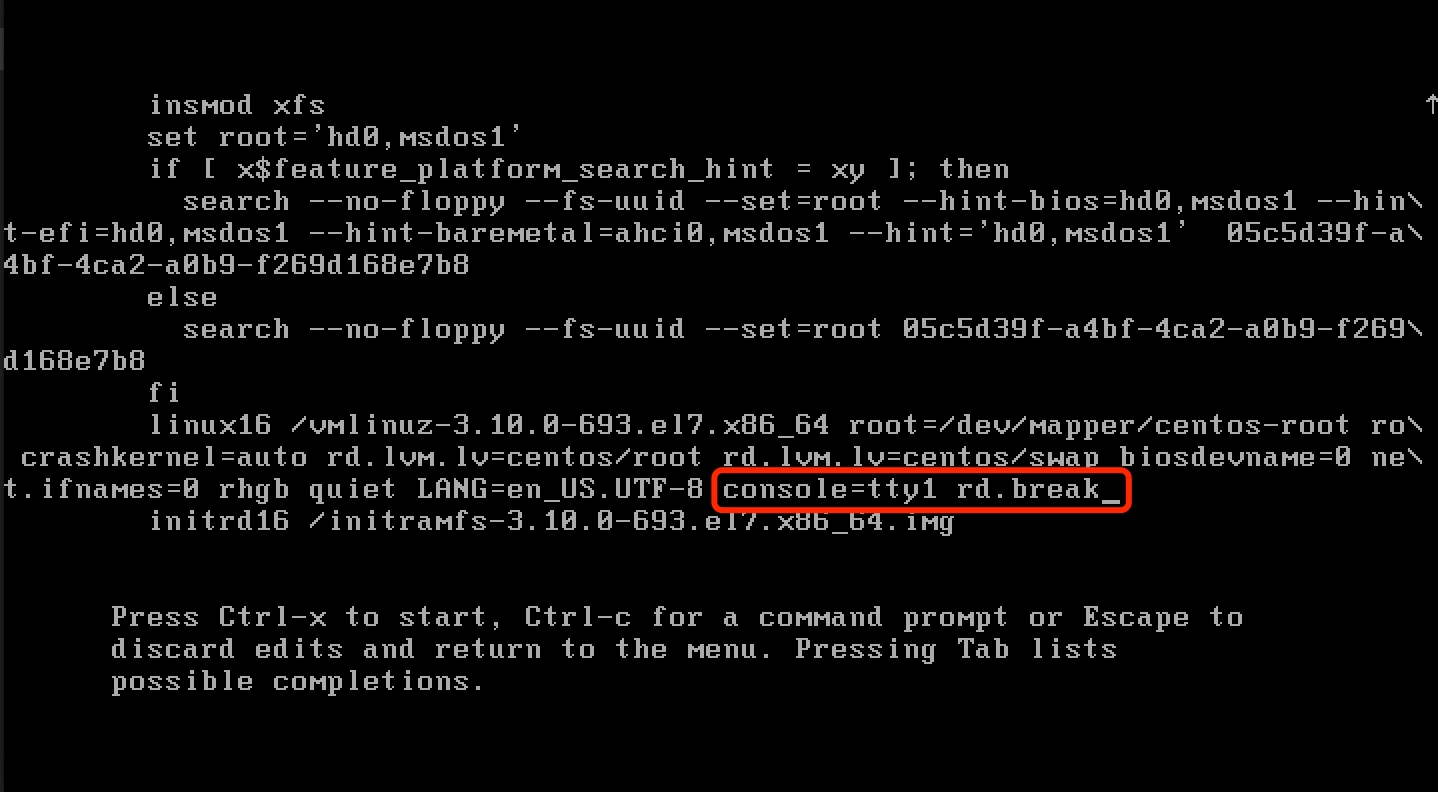 insmod xfs
set root='hd0,msdos1'
if [ x$feature_platform_search_hint = xy ]; then
search --no-floppy --fs-uuid --set=root --hint-bios=hd0,msdos1 --hin\
t-efi=hd0,msdos1 --hint-baremetal=ahci0,msdos1 --hint='hd0,msdos1'  05c5d39f-a\
4bf-4ca2-a0b9-f269d168e7b8
else
search --no-floppy --fs-uuid --set=root 05c5d39f-a4bf-4ca2-a0b9-f269\
d168e7b8
fi
linux16 /vmlinuz-3.10.0-693.el7.x86_64 root=/dev/mapper/centos-root ro\
crashkernel=auto rd.lvm.lv=centos/root rd.lvm.lv=centos/swap biosdevname=0 ne\
t.ifnames=0 rhgb quiet LANG=en_US.UTF-8 console=tty1 rd.break_
initrd16 /initramfs-3.10.0-693.el7.x86_64.img
Press Ctrl-x to start, Ctrl-c for a command prompt or Escape to
discard edits and return to the menu. Pressing Tab lists
possible completions.